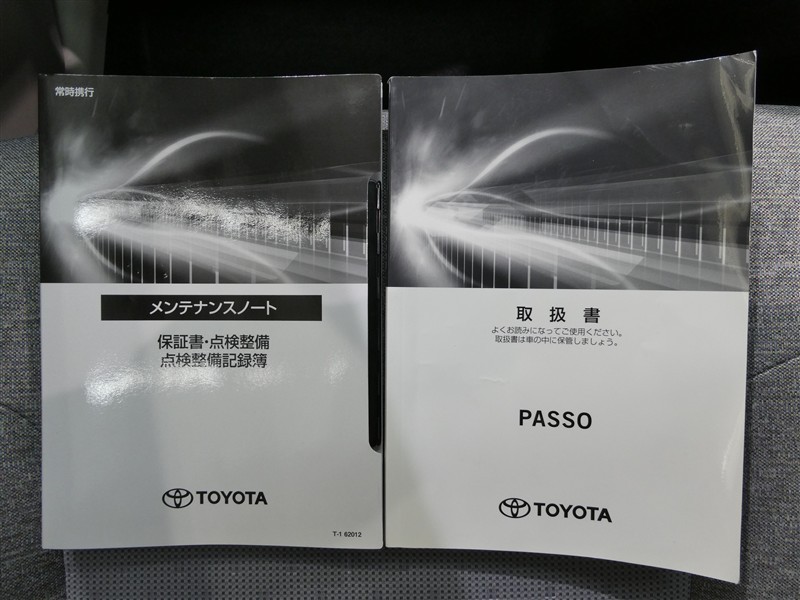 常時携行
メンテナンスノート
保証書・点検整備
点検整備記録簿
TOYOTA
T-1 62012
取扱書
よくお読みになってご使用ください。
取扱書は車の中に保管しましょう。
PASSO
TOYOTA